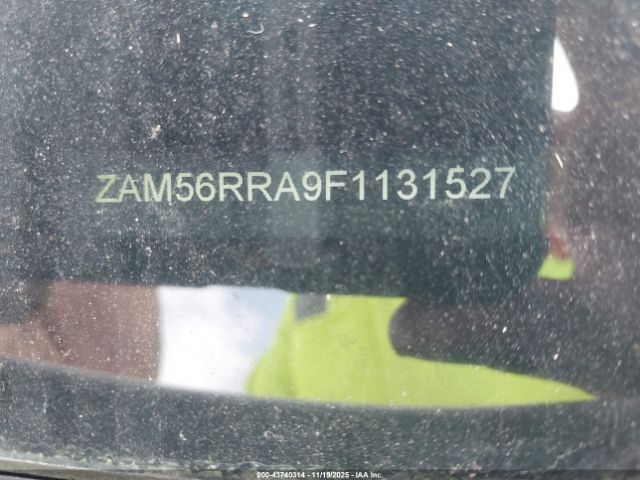 ZAM56RRA9F1131527
000-43740314 - 11/19/2025 - IAA Inc.